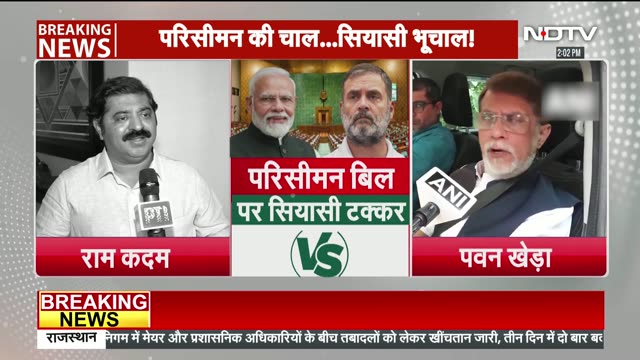 BREAKING
NEWS
परिसीमन की चाल...सियासी भूचाल!
NDTV
2:02 PM
ANI
परिसीमन बिल
पर सियासी टक्कर
VS
राम कदम
पवन खेड़ा
BREAKING
NEWS
राजस्थान
निगम में मेयर और प्रशासनिक अधिकारियों के बीच तबादलों को लेकर खींचतान जारी, तीन दिन में दो बार